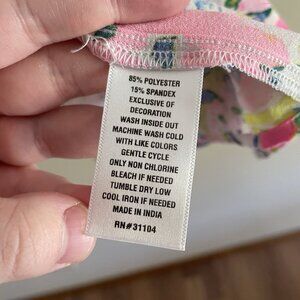 85% POLYESTER
15% SPANDEX
EXCLUSIVE OF
DECORATION
WASH INSIDE OUT
MACHINE WASH COLD
WITH LIKE COLORS
GENTLE CYCLE
ONLY NON CHLORINE
BLEACH IF NEEDED
TUMBLE DRY LOW
COOL IRON IF NEEDED
MADE IN INDIA
RN#31104